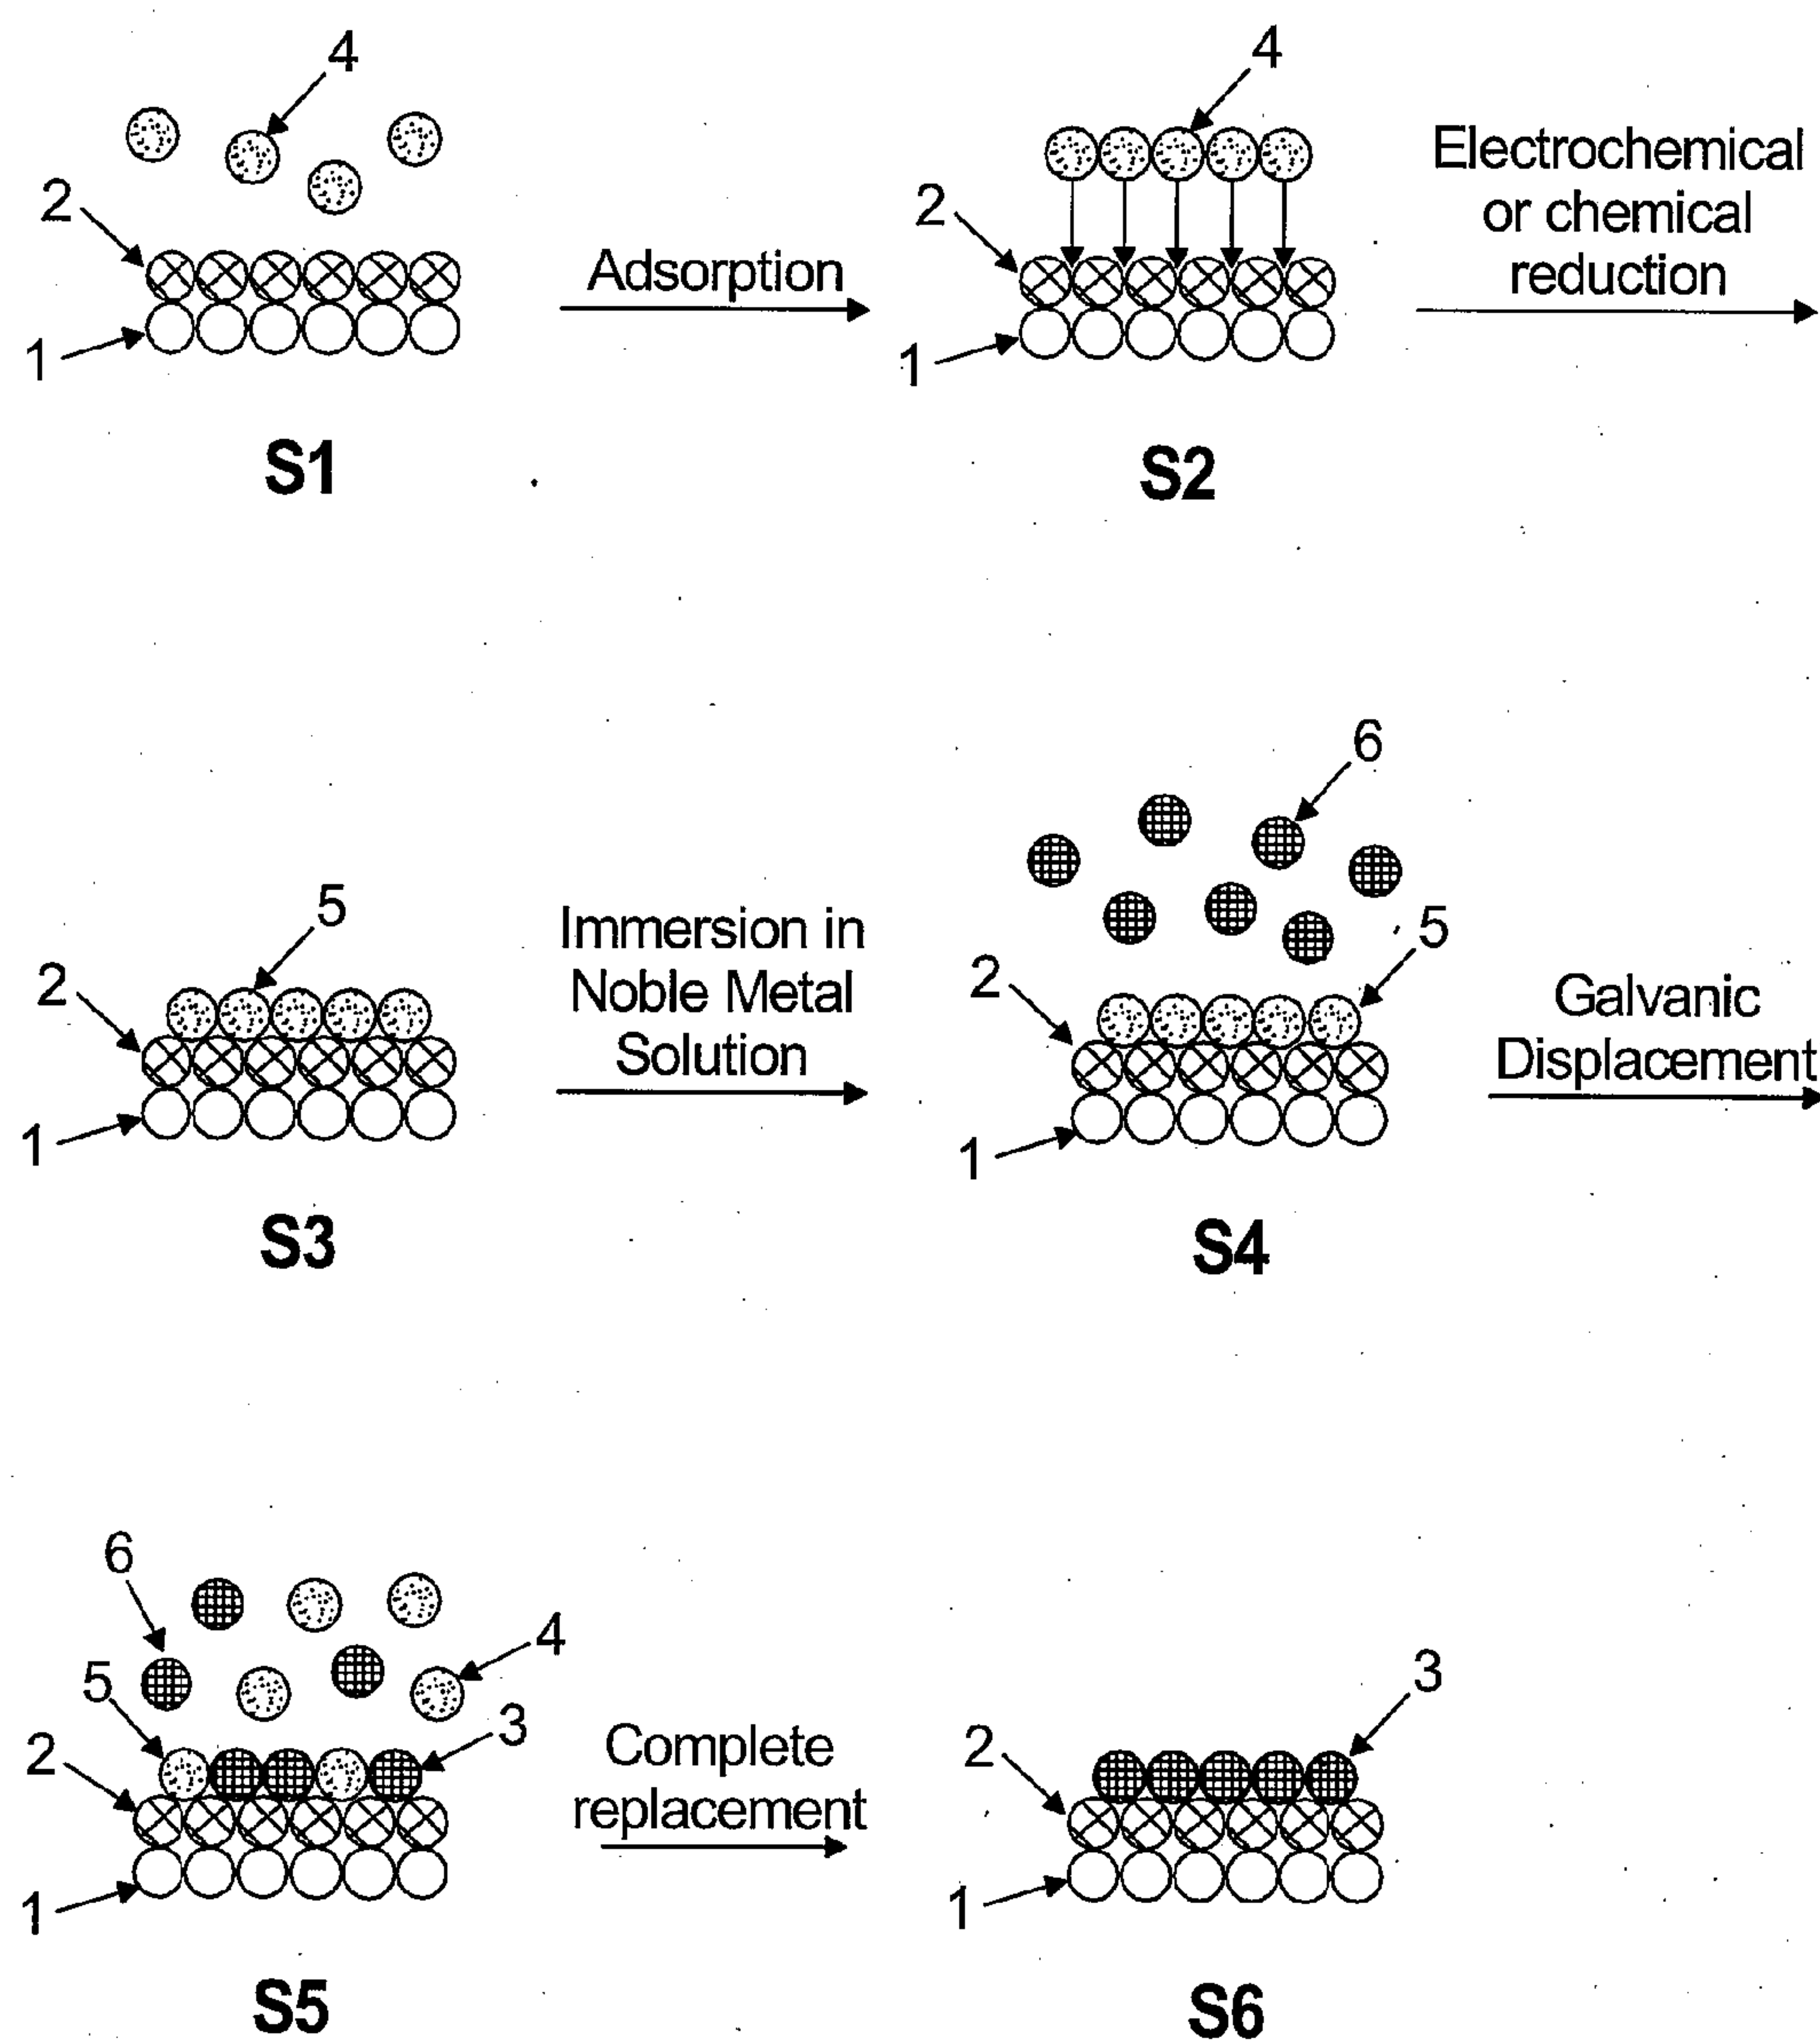 4
2
Adsorption
1
S1
4
2
1
S2
Electrochemical
or chemical
reduction
5
2
1
S3
Immersion in
Noble Metal
Solution
6
5
2
1
S4
Galvanic
Displacement
6
5
4
3
2
1
S5
Complete
replacement
3
2
1
S6